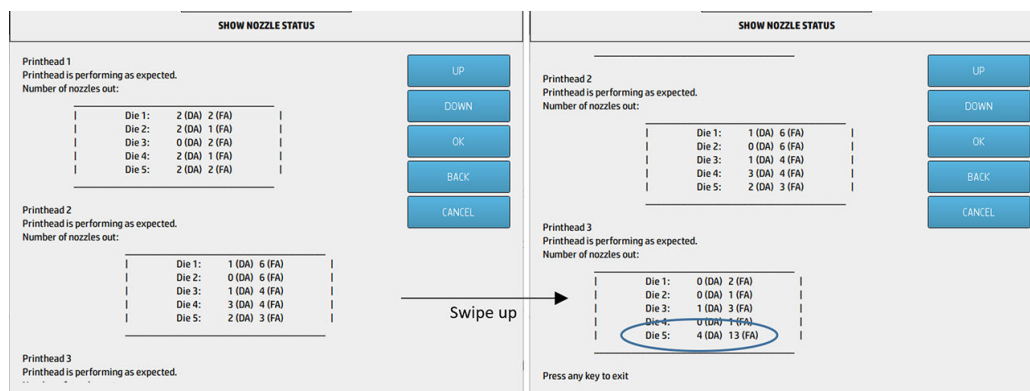 SHOW NOZZLE STATUS
Printhead 1
Printhead is performing as expected.
Number of nozzles out:
Die 1: 2 (DA) 2 (FA)
Die 2: 2 (DA) 1 (FA)
Die 3: 0 (DA) 2 (FA)
Die 4: 2 (DA) 1 (FA)
Die 5: 2 (DA) 2 (FA)
Printhead 2
Printhead is performing as expected.
Number of nozzles out:
Die 1: 1 (DA) 6 (FA)
Die 2: 0 (DA) 6 (FA)
Die 3: 1 (DA) 4 (FA)
Die 4: 3 (DA) 4 (FA)
Die 5: 2 (DA) 3 (FA)
Printhead 3
Printhead is performing as expected.
UP
DOWN
OK
BACK
CANCEL
Swipe up
SHOW NOZZLE STATUS
Printhead 2
Printhead is performing as expected.
Number of nozzles out:
Die 1: 1 (DA) 6 (FA)
Die 2: 0 (DA) 6 (FA)
Die 3: 1 (DA) 4 (FA)
Die 4: 3 (DA) 4 (FA)
Die 5: 2 (DA) 3 (FA)
Printhead 3
Printhead is performing as expected.
Number of nozzles out:
Die 1: 0 (DA) 2 (FA)
Die 2: 0 (DA) 1 (FA)
Die 3: 1 (DA) 3 (FA)
Die 4: 0 (DA) 1 (FA)
Die 5: 4 (DA) 13 (FA)
Press any key to exit
UP
DOWN
OK
BACK
CANCEL